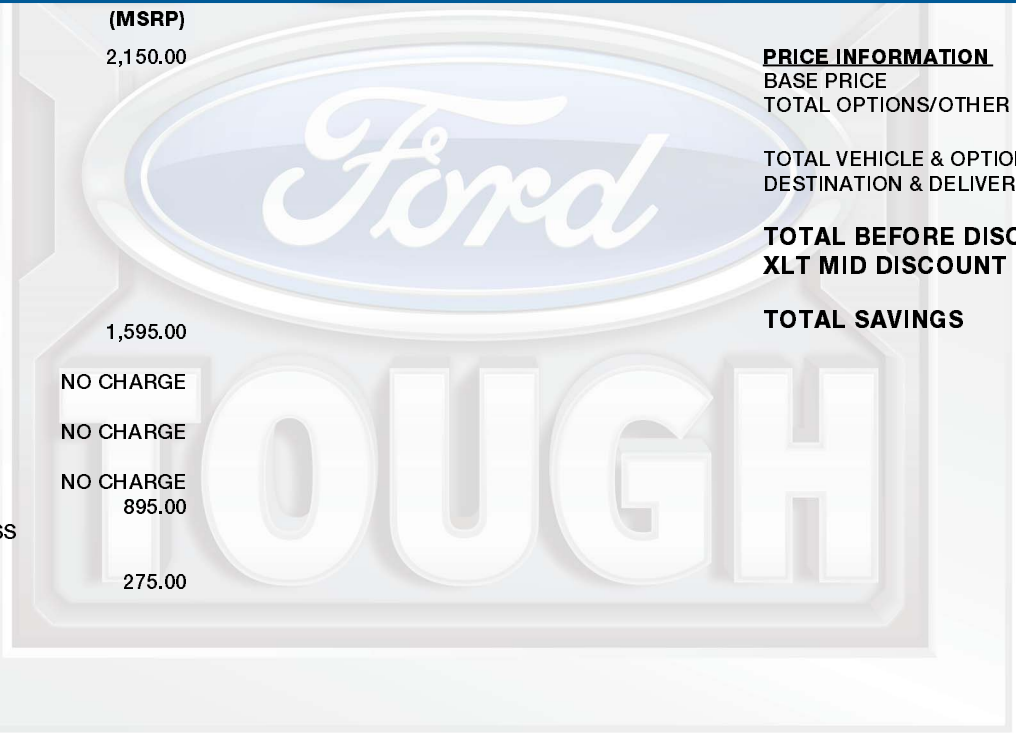 (MSRP)
2,150.00
1,595.00
NO CHARGE
NO CHARGE
NO CHARGE
895.00
SS
275.00
PRICE INFORMATION
BASE PRICE
TOTAL OPTIONS/OTHER
TOTAL VEHICLE & OPTIO
DESTINATION & DELIVER
TOTAL BEFORE DISC
XLT MID DISCOUNT
TOTAL SAVINGS
Ford
TOUGH